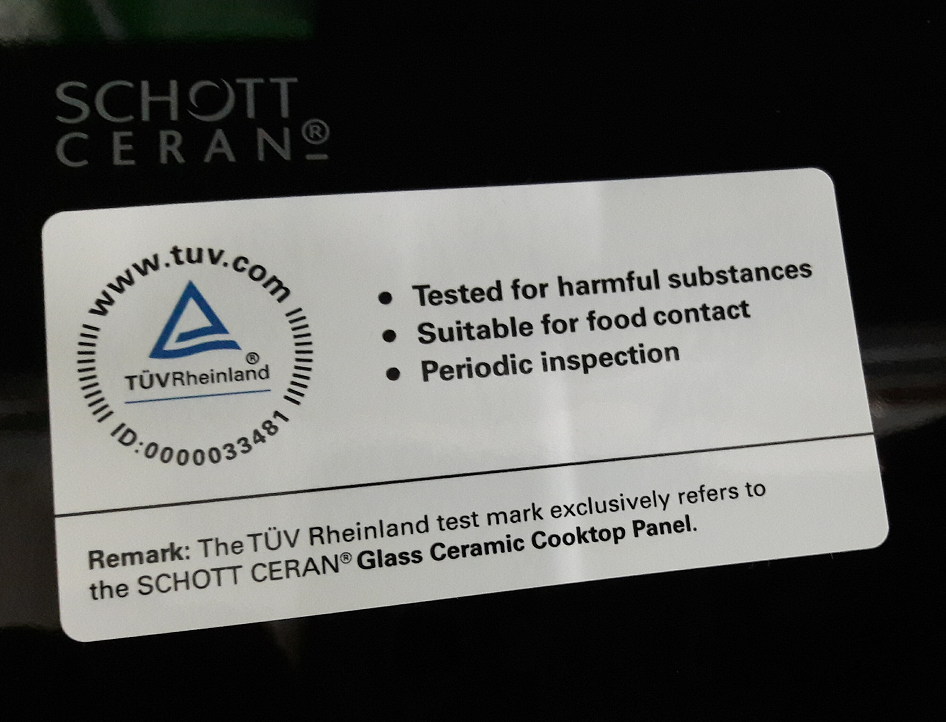 SCHOTT
CERAN®
www.tuv.com
TÜVRheinland®
ID:0000033481
• Tested for harmful substances
• Suitable for food contact
• Periodic inspection
Remark: The TÜV Rheinland test mark exclusively refers to
the SCHOTT CERAN® Glass Ceramic Cooktop Panel.